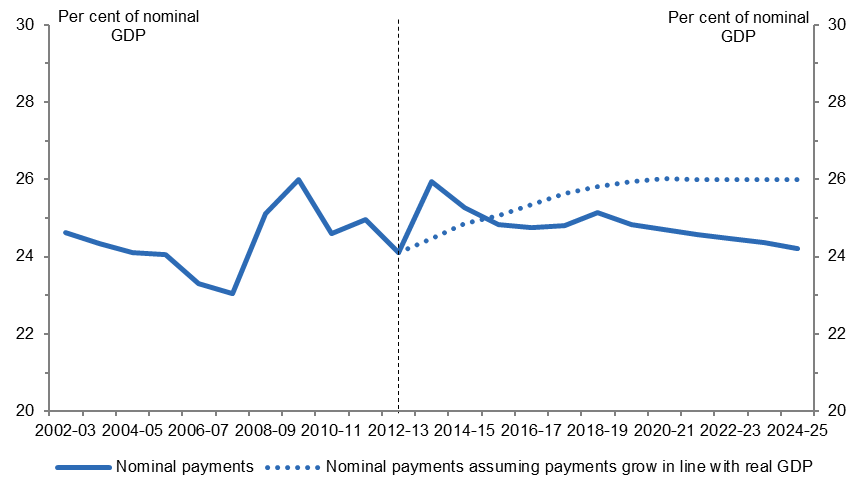 Per cent of nominal
GDP
Per cent of nominal
GDP
30
30
28
28
26
26
24
24
22
22
20
20
2002-03 2004-05 2006-07 2008-09 2010-11 2012-13 2014-15 2016-17 2018-19 2020-21 2022-23 2024-25
Nominal payments
Nominal payments assuming payments grow in line with real GDP